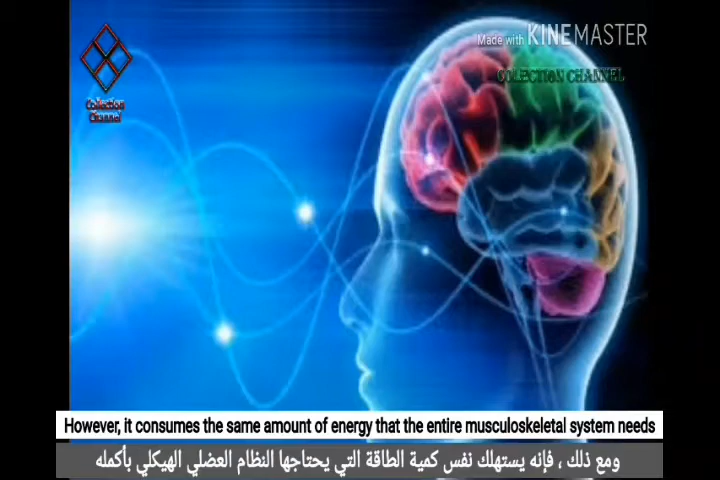 Made with KINEMASTER
COLECTION CHANNEL
Collection
Channel
However, it consumes the same amount of energy that the entire musculoskeletal system needs
ومع ذلك ، فإنه يستهلك نفس كمية الطاقة التي يحتاجها النظام العضلي الهيكلي بأكمله